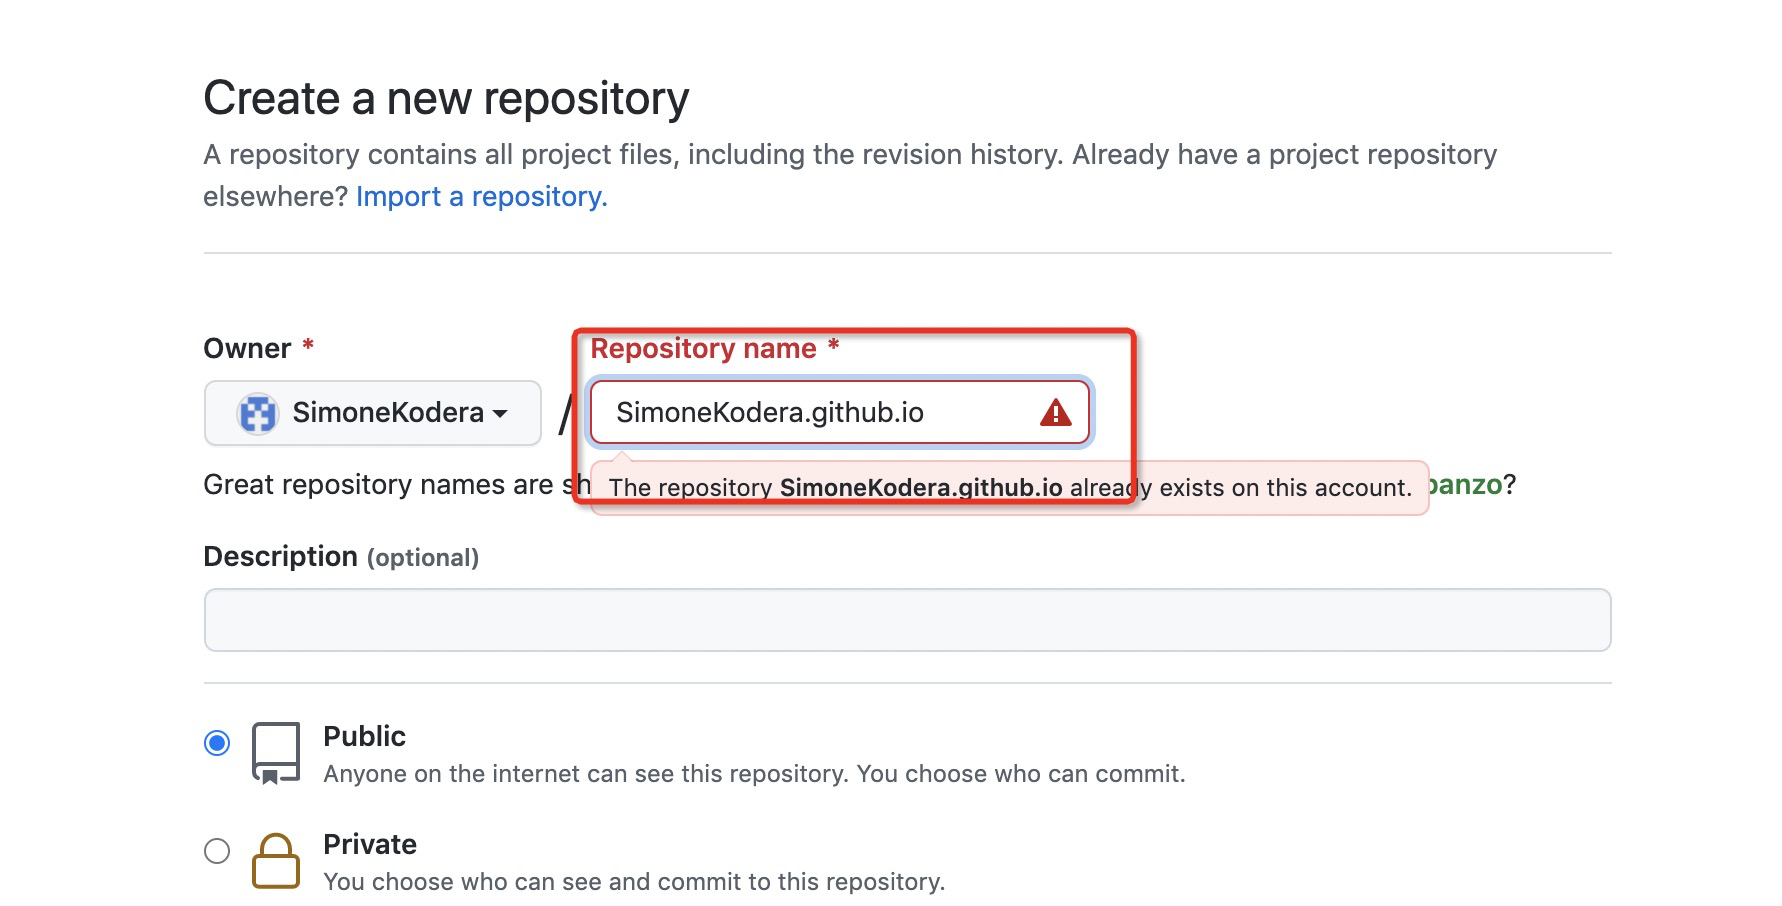 Create a new repository
A repository contains all project files, including the revision history. Already have a project repository
elsewhere? Import a repository.
Owner *
Repository name *
SimoneKodera
/
SimoneKodera.github.io
Great repository names are sh
The repository SimoneKodera.github.io already exists on this account.
banzo?
Description (optional)
Public
Anyone on the internet can see this repository. You choose who can commit.
Private
You choose who can see and commit to this repository.